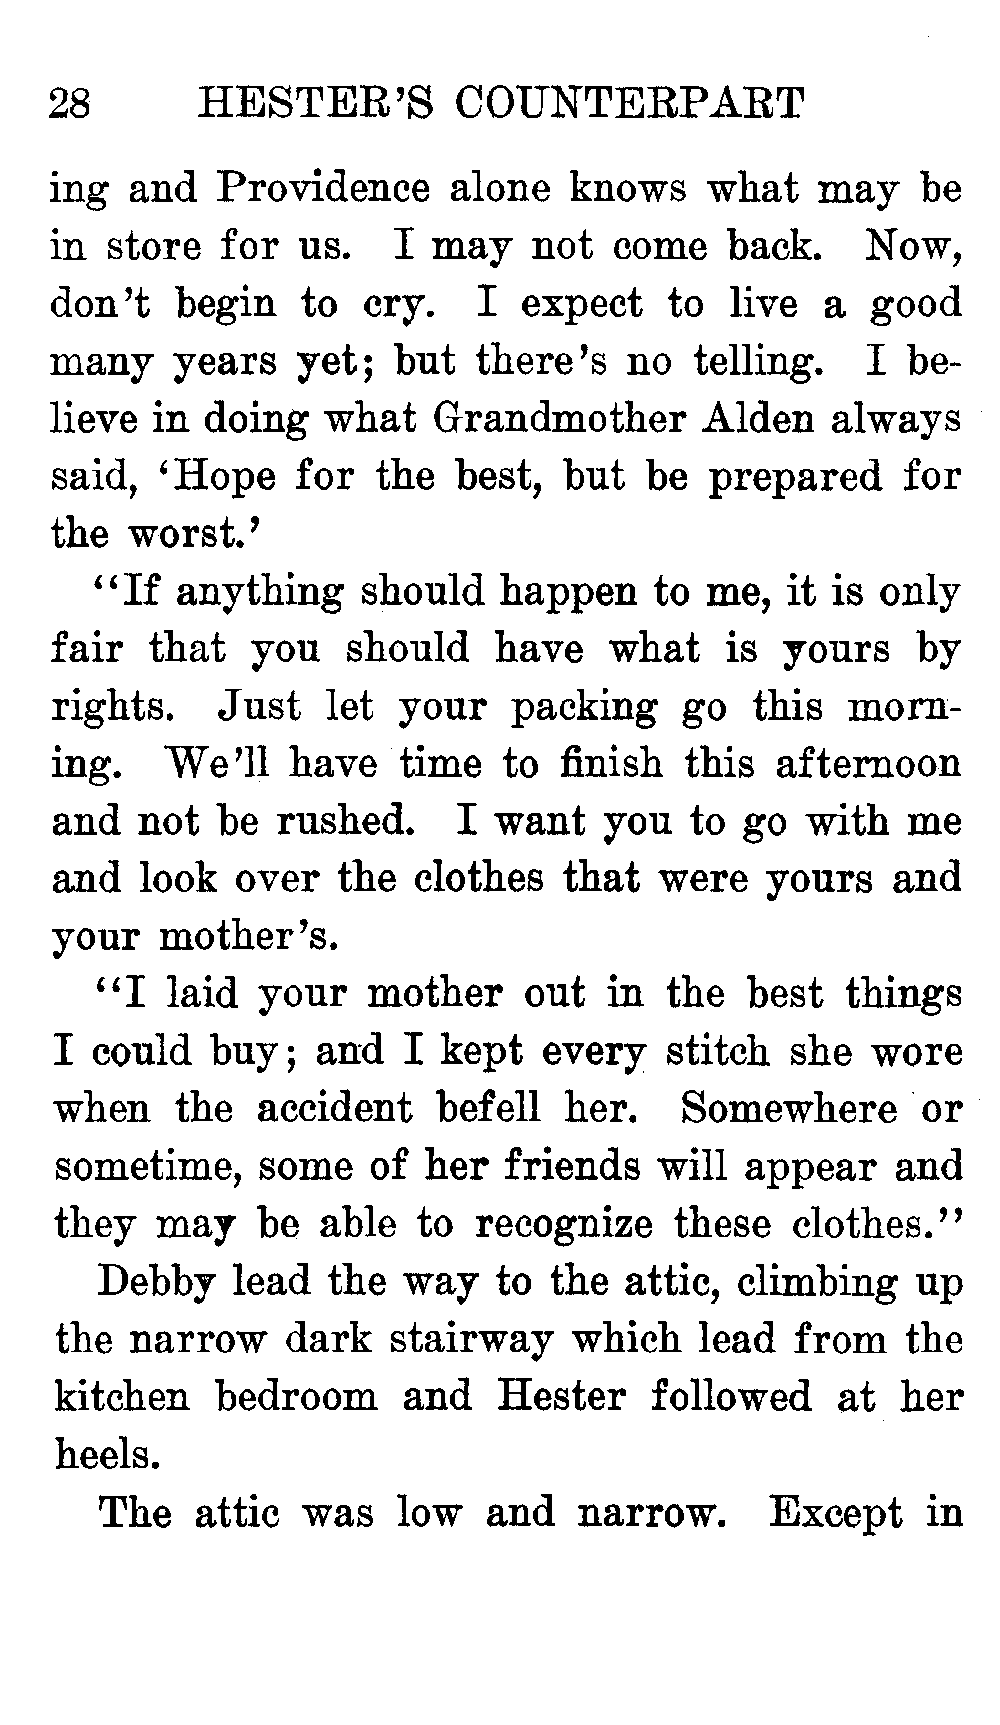 28 HESTER'S COUNTERPART
ing and Providence alone knows what may be
in store for us. I may not come back. Now,
don't begin to cry. I expect to live a good
many years yet; but there's no telling. I be-
lieve in doing what Grandmother Alden always
said, 'Hope for the best, but be prepared for
the worst.'
"If anything should happen to me, it is only
fair that you should have what is yours by
rights. Just let your packing go this morn-
ing. We'll have time to finish this afternoon
and not be rushed. I want you to go with me
and look over the clothes that were yours and
your mother's.
"I laid your mother out in the best things
I could buy; and I kept every stitch she wore
when the accident befell her. Somewhere or
sometime, some of her friends will appear and
they may be able to recognize these clothes."
Debby lead the way to the attic, climbing up
the narrow dark stairway which lead from the
kitchen bedroom and Hester followed at her
heels.
The attic was low and narrow. Except in